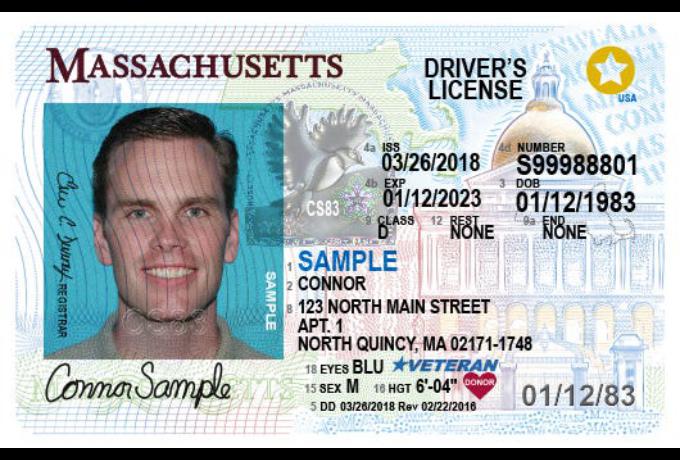 MASSACHUSETTS
DRIVER'S
LICENSE
USA
4a ISS
03/26/2018
4d NUMBER
S99988801
4b EXP
01/12/2023
3 DOB
01/12/1983
9 CLASS
D
12 REST
NONE
9a END
NONE
CS83
1 SAMPLE
2 CONNOR
8 123 NORTH MAIN STREET
APT. 1
NORTH QUINCY, MA 02171-1748
18 EYES BLU VETERAN
15 SEX M 16 HGT 6'-04" DONOR
5 DD 03/26/2018 Rev 02/22/2016
01/12/83
REGISTRAR
SAMPLE
CS83
Connor Sample